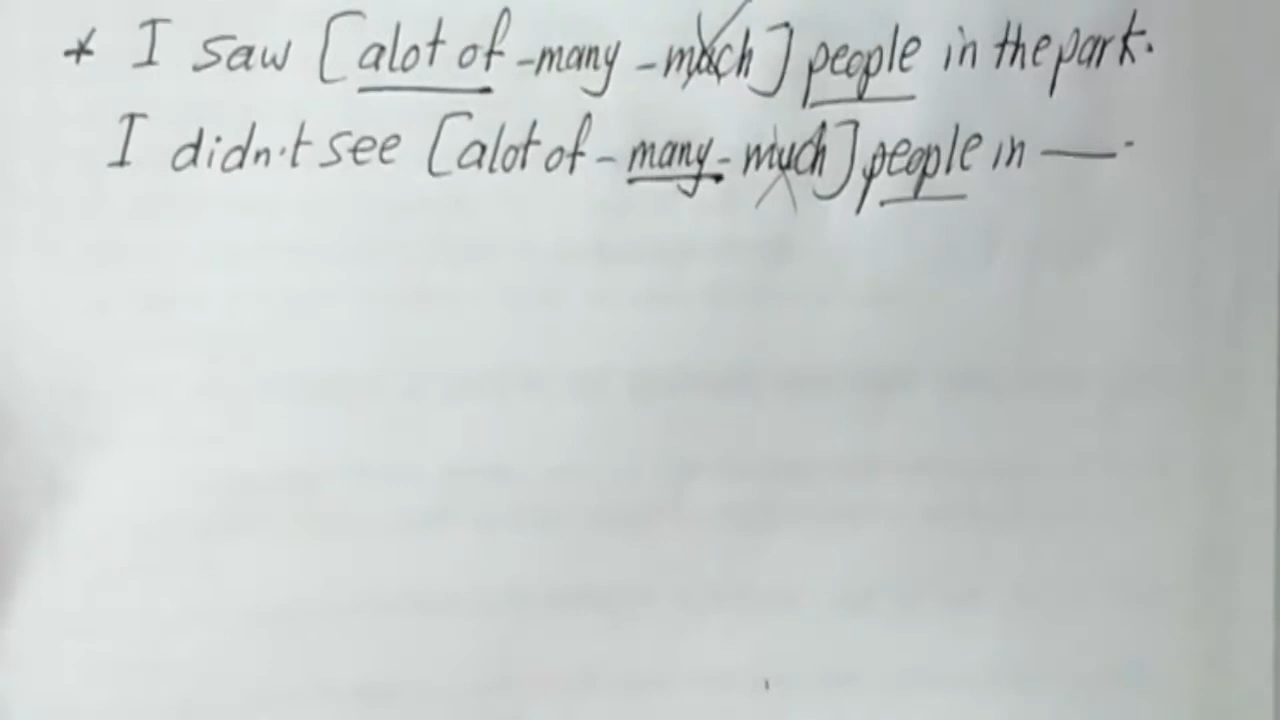 * I saw [alot of - many - much] people in the park.
I didn't see [alot of - many - much] people in —.